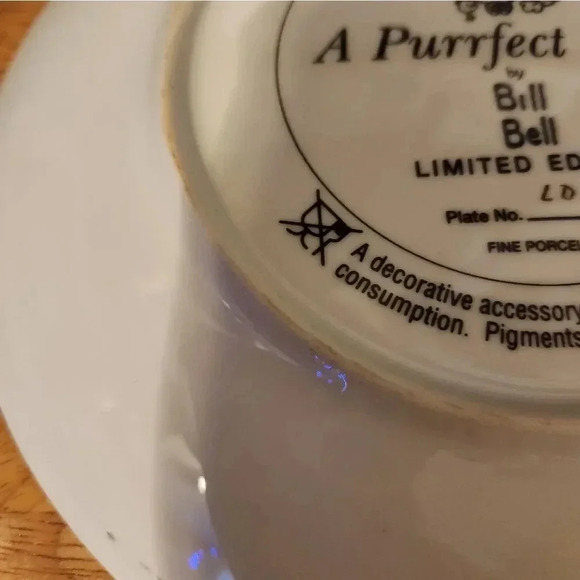 A Purrfect
by
Bill
Bell
LIMITED ED
LD
Plate No.
FINE PORCEL
A decorative accessory
consumption. Pigments